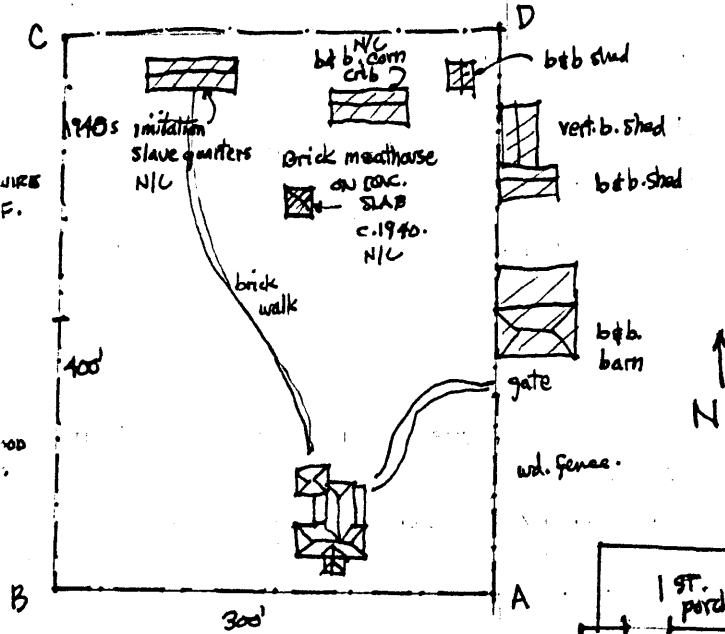 C
D
N/C
b&b. corn
crib
b&b shed
1940s imitation
slave quarters
N/C
vert. b. shed
Brick meathouse
ON CONC.
SLAB
c. 1940.
N/C
b&b. shed
WIRE
F.
brick
walk
b&b.
barn
400'
gate
N
wd. fence.
B
300'
A
1 ST.
porch